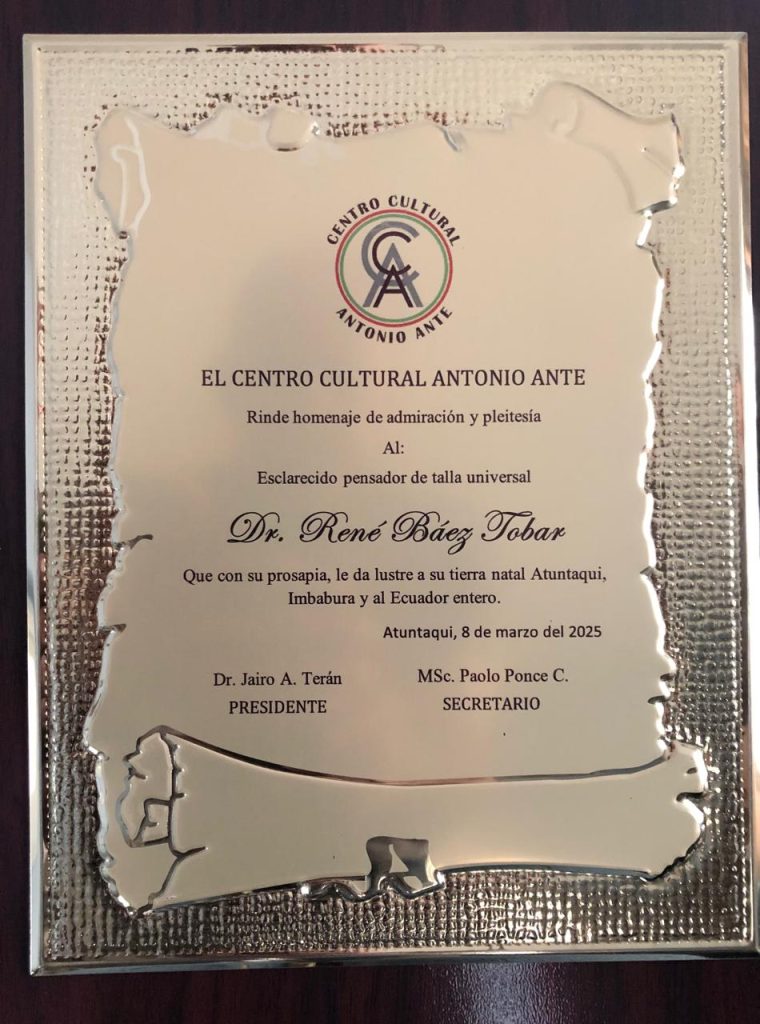 CENTRO CULTURAL
CAA
ANTONIO ANTE
EL CENTRO CULTURAL ANTONIO ANTE
Rinde homenaje de admiración y pleitesía
Al:
Esclarecido pensador de talla universal
Dr. René Báez Tobar
Que con su prosapia, le da lustre a su tierra natal Atuntaqui,
Imbabura y al Ecuador entero.
Atuntaqui, 8 de marzo del 2025
Dr. Jairo A. Terán MSc. Paolo Ponce C.
PRESIDENTE SECRETARIO